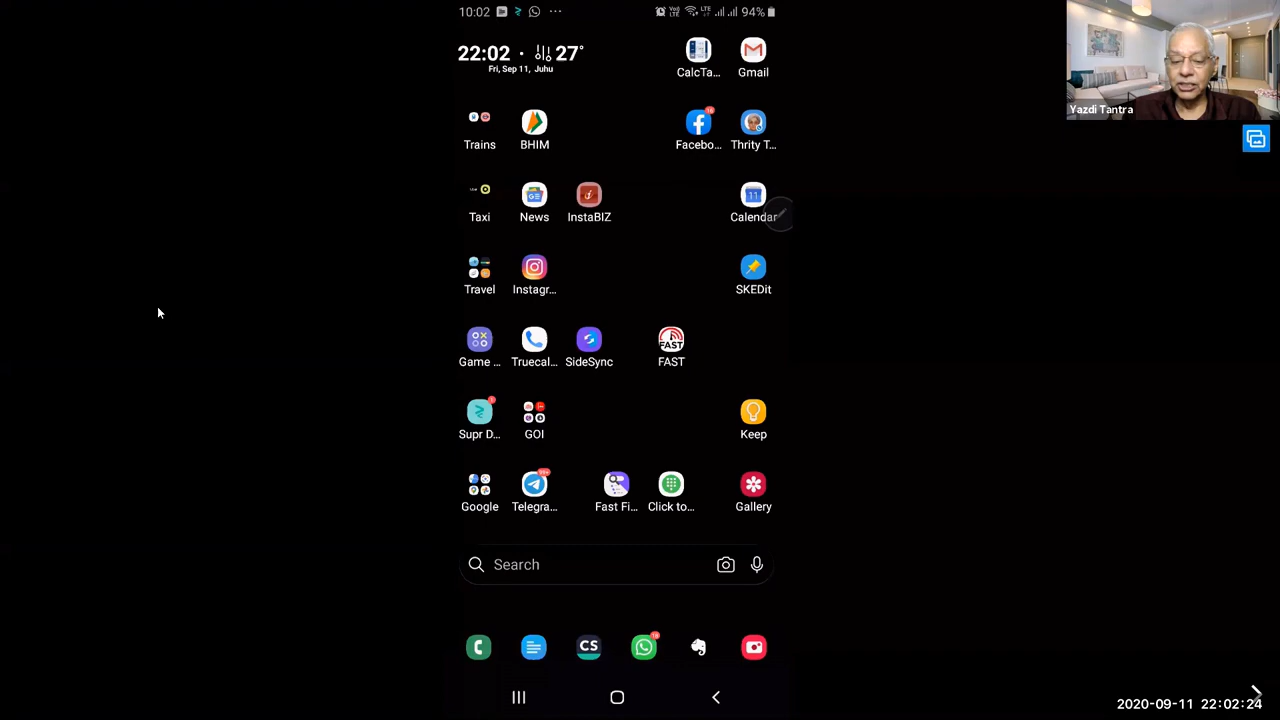 10:02
94%
22:02 · 27°
Fri, Sep 11, Juhu
CalcTa...
Gmail
Yazdi Tantra
Trains
BHIM
Facebo...
Thrity T...
Taxi
News
InstaBIZ
Calendar
Travel
Instagr...
SKEDit
FAST
Game ...
Truecal...
SideSync
FAST
Supr D...
GOI
Keep
Google
Telegra...
Fast Fi...
Click to...
Gallery
Search
CS
2020-09-11 22:02:24